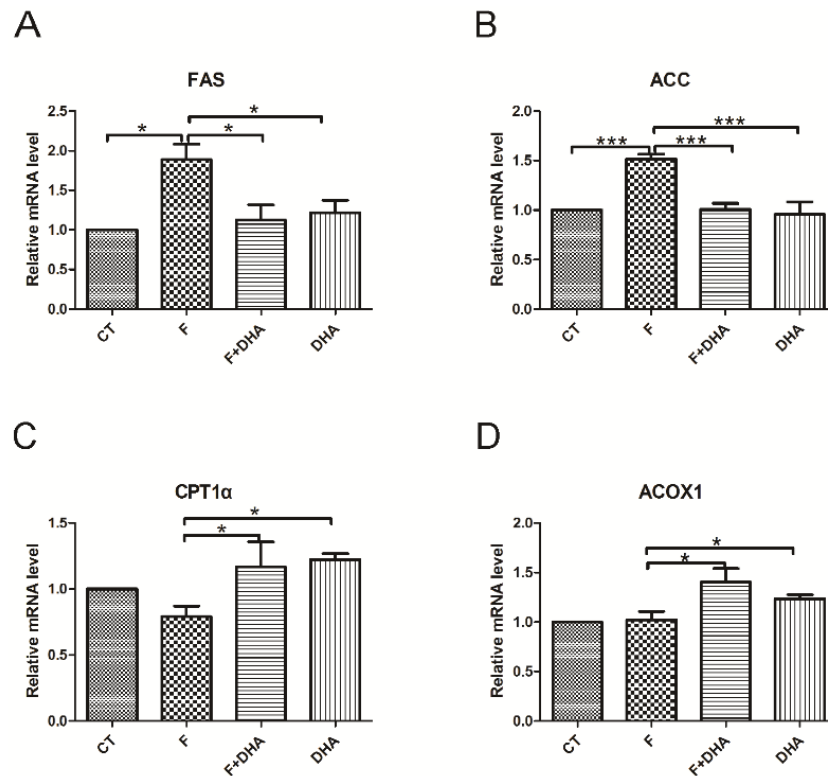 A
FAS
Relative mRNA level
2.5
2.0
1.5
1.0
0.5
0.0
*
*
*
CT
F
F+DHA
DHA
B
ACC
Relative mRNA level
2.0
1.5
1.0
0.5
0.0
***
***
***
CT
F
F+DHA
DHA
C
CPT1α
Relative mRNA level
1.5
1.0
0.5
0.0
*
*
CT
F
F+DHA
DHA
D
ACOX1
Relative mRNA level
2.0
1.5
1.0
0.5
0.0
*
*
CT
F
F+DHA
DHA